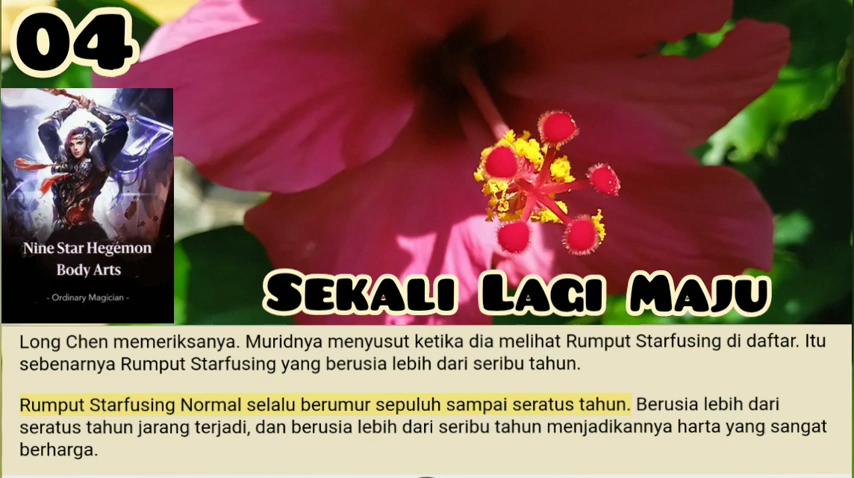 04
Nine Star Hegemon
Body Arts
- Ordinary Magician -
SEKALI LAGI MAJU
Long Chen memeriksanya. Muridnya menyusut ketika dia melihat Rumput Starfusing di daftar. Itu
sebenarnya Rumput Starfusing yang berusia lebih dari seribu tahun.
Rumput Starfusing Normal selalu berumur sepuluh sampai seratus tahun. Berusia lebih dari
seratus tahun jarang terjadi, dan berusia lebih dari seribu tahun menjadikannya harta yang sangat
berharga.